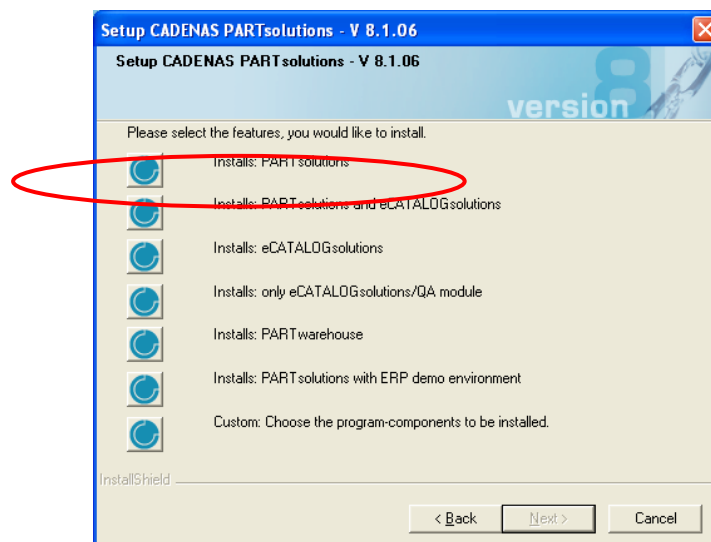 Setup CADENAS PARTsolutions - V 8.1.06
Setup CADENAS PARTsolutions - V 8.1.06
8
version
Please select the features, you would like to install.
Installs: PARTsolutions
Installs: PARTsolutions and eCATALOGsolutions
Installs: eCATALOGsolutions
Installs: only eCATALOGsolutions/QA module
Installs: PARTwarehouse
Installs: PARTsolutions with ERP demo environment
Custom: Choose the program-components to be installed.
InstallShield
< Back Next > Cancel